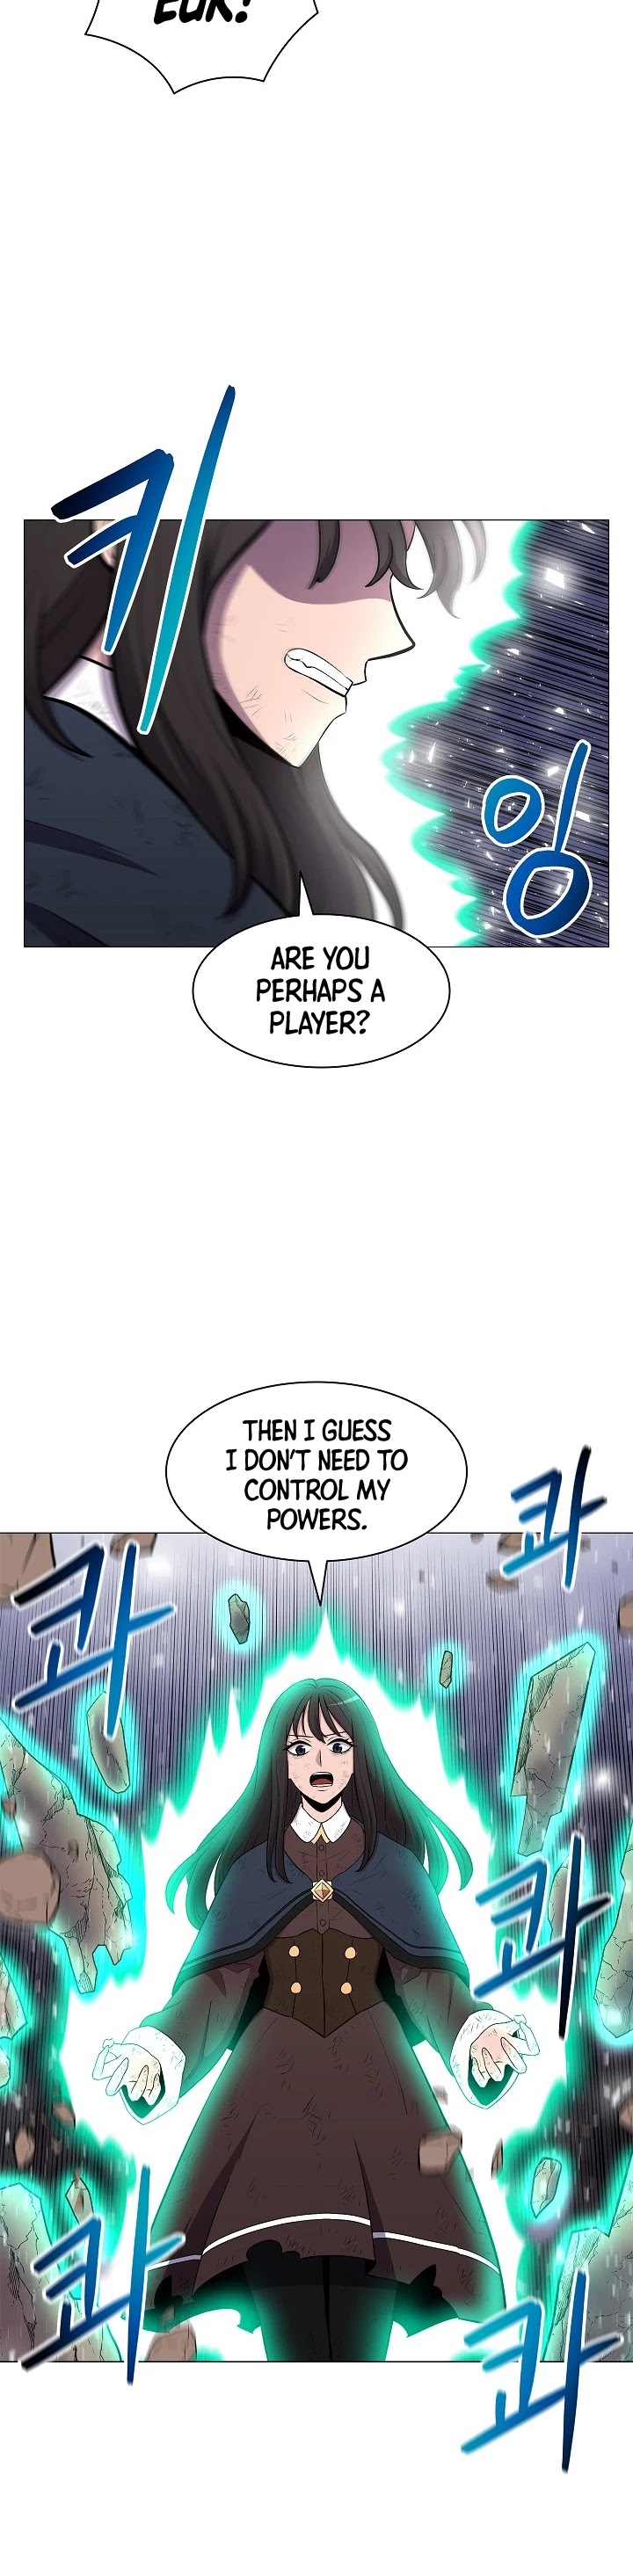 EUK!
키
잉
ARE YOU
PERHAPS A
PLAYER?
THEN I GUESS
I DON'T NEED TO
CONTROL MY
POWERS.
콰
콰
콰
콰
콰